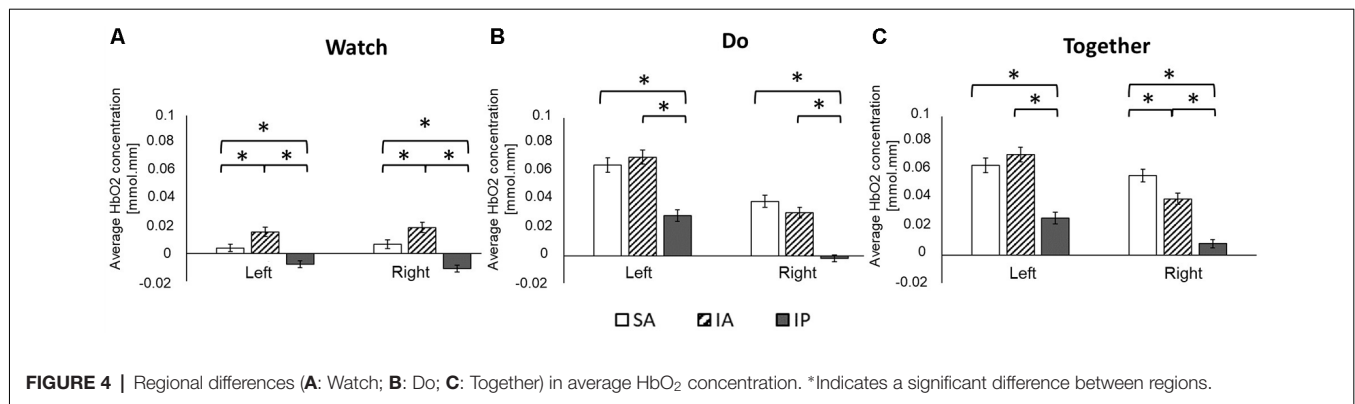 A
Watch
Average HbO2 concentration
[mmol.mm]
0.1
0.08
0.06
0.04
0.02
0
-0.02
*
* *
*
* *
Left
Right
B
Do
Average HbO2 concentration
[mmol.mm]
0.1
0.08
0.06
0.04
0.02
0
-0.02
*
*
*
*
Left
Right
C
Together
Average HbO2 concentration
[mmol.mm]
0.1
0.08
0.06
0.04
0.02
0
-0.02
*
*
*
* *
Left
Right
SA IA IP
FIGURE 4 | Regional differences (A: Watch; B: Do; C: Together) in average HbO₂ concentration. *Indicates a significant difference between regions.